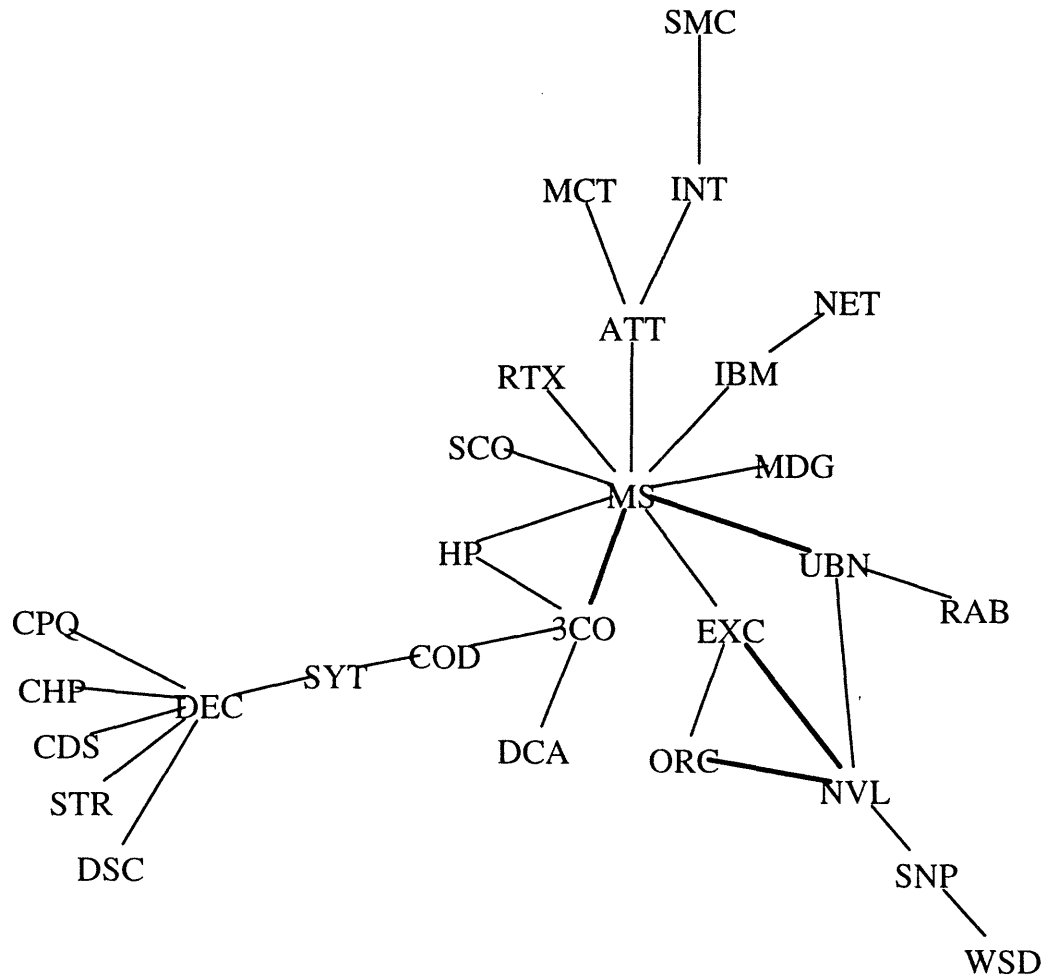 SMC
MCT
INT
NET
ATT
RTX
IBM
SCO
MDG
MS
HP
UBN
RAB
CPQ
3CO
EXC
COD
SYT
CHP
DEC
CDS
DCA
ORC
NVL
STR
DSC
SNP
WSD